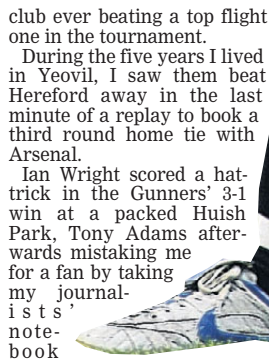 club ever beating a top flight
one in the tournament.
During the five years I lived
in Yeovil, I saw them beat
Hereford away in the last
minute of a replay to book a
third round home tie with
Arsenal.
Ian Wright scored a hat-
trick in the Gunners’ 3-1
win at a packed Huish
Park, Tony Adams after-
wards mistaking me
for a fan by taking
my journal-
ists’
note-
book